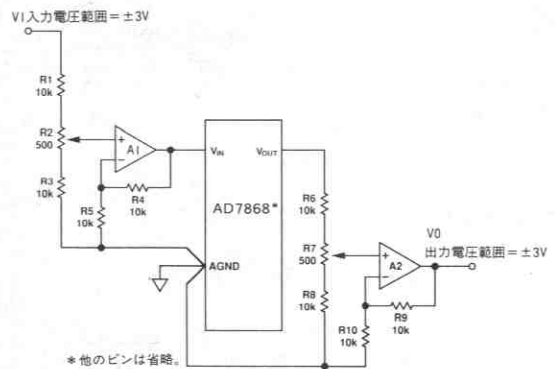 VI入力電圧範囲＝±3V
R1
10k
R2
500
R3
10k
A1
R4
10k
R5
10k
VIN
VOUT
AD7868*
AGND
R6
10k
R7
500
R8
10k
A2
VO
出力電圧範囲＝±3V
R9
10k
R10
10k
*他のピンは省略。